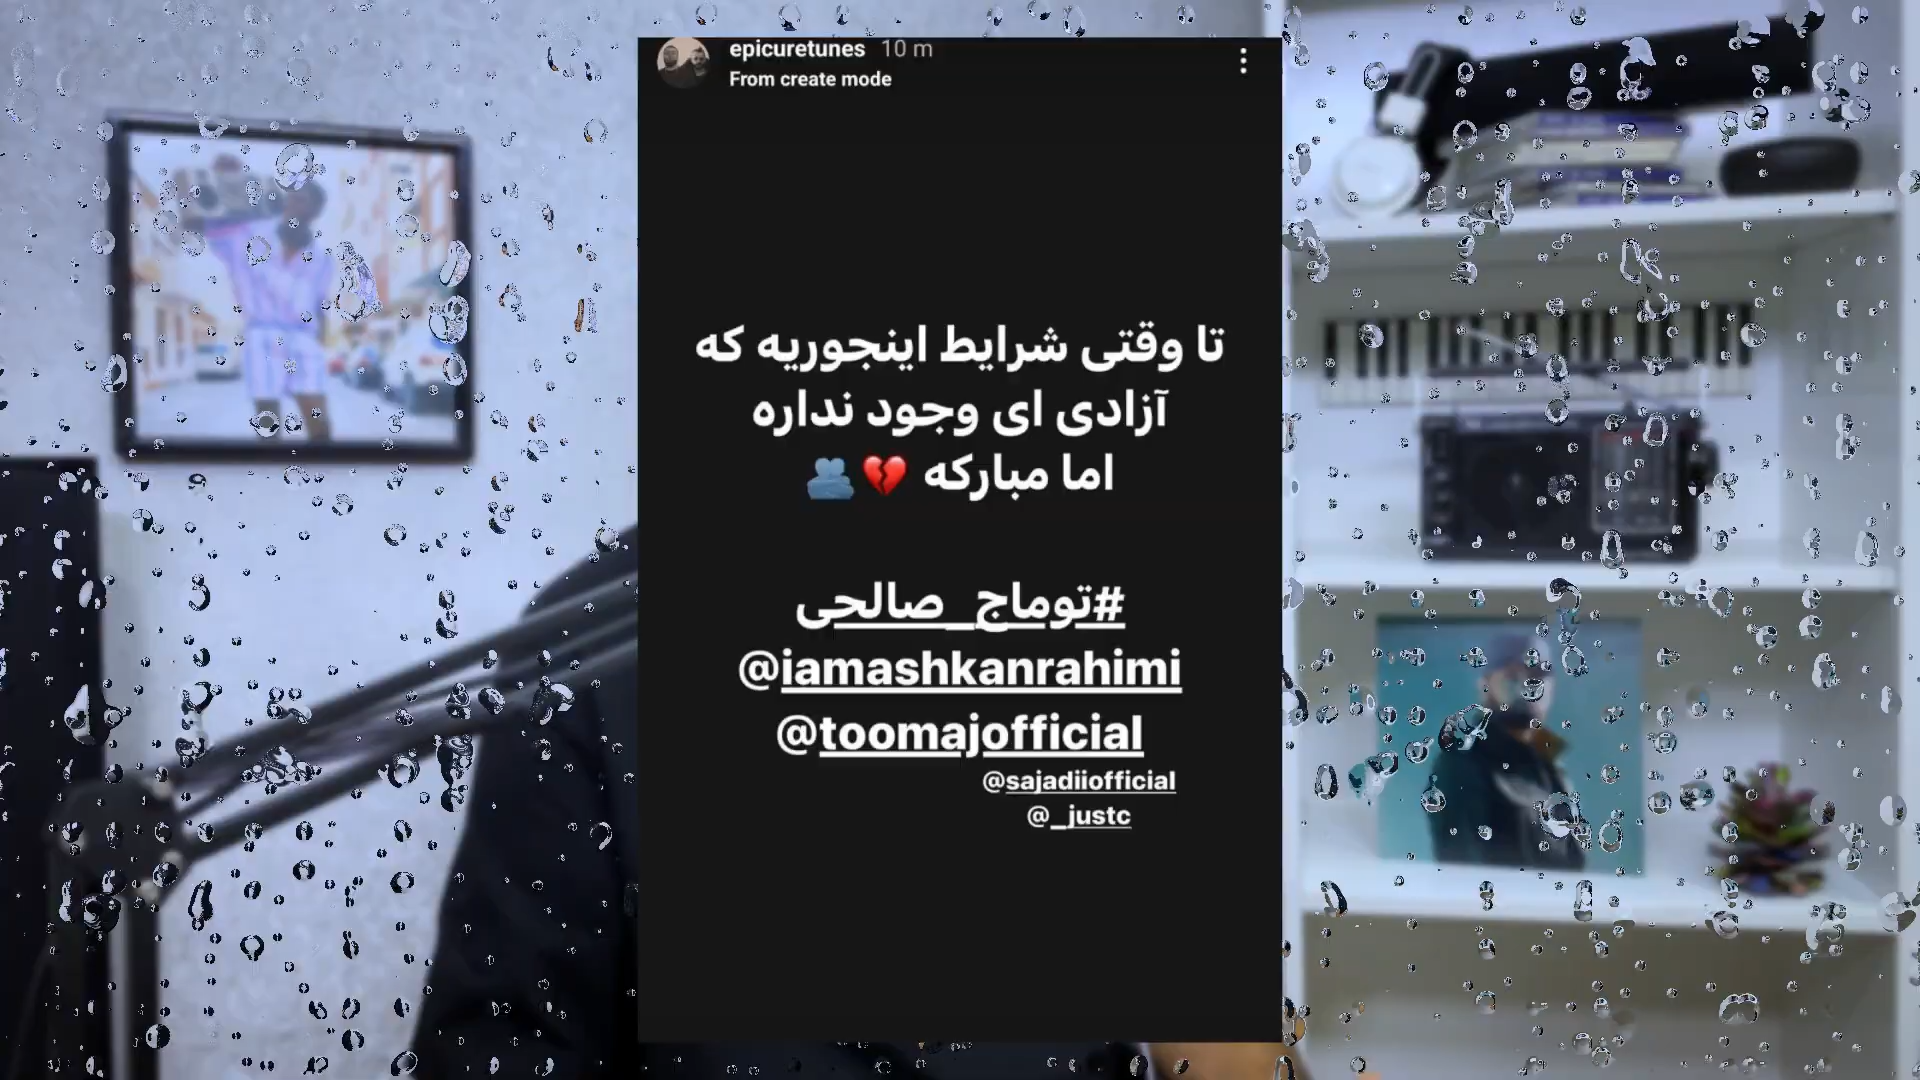 epicuretunes 10 m
From create mode
تا وقتی شرایط اینجوریه که
آزادی ای وجود نداره
اما مبارکه 💔🫂
#توماج_صالحی
@iamashkanrahimi
@toomajofficial
@sajadiiofficial
@_justc